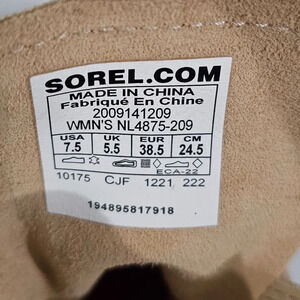 SOREL.COM
MADE IN CHINA
Fabriqué En Chine
2009141209
WMN'S NL4875-209
USA UK EUR CM
7.5 5.5 38.5 24.5
ECA-22
10175 CJF 1221 222
194895817918